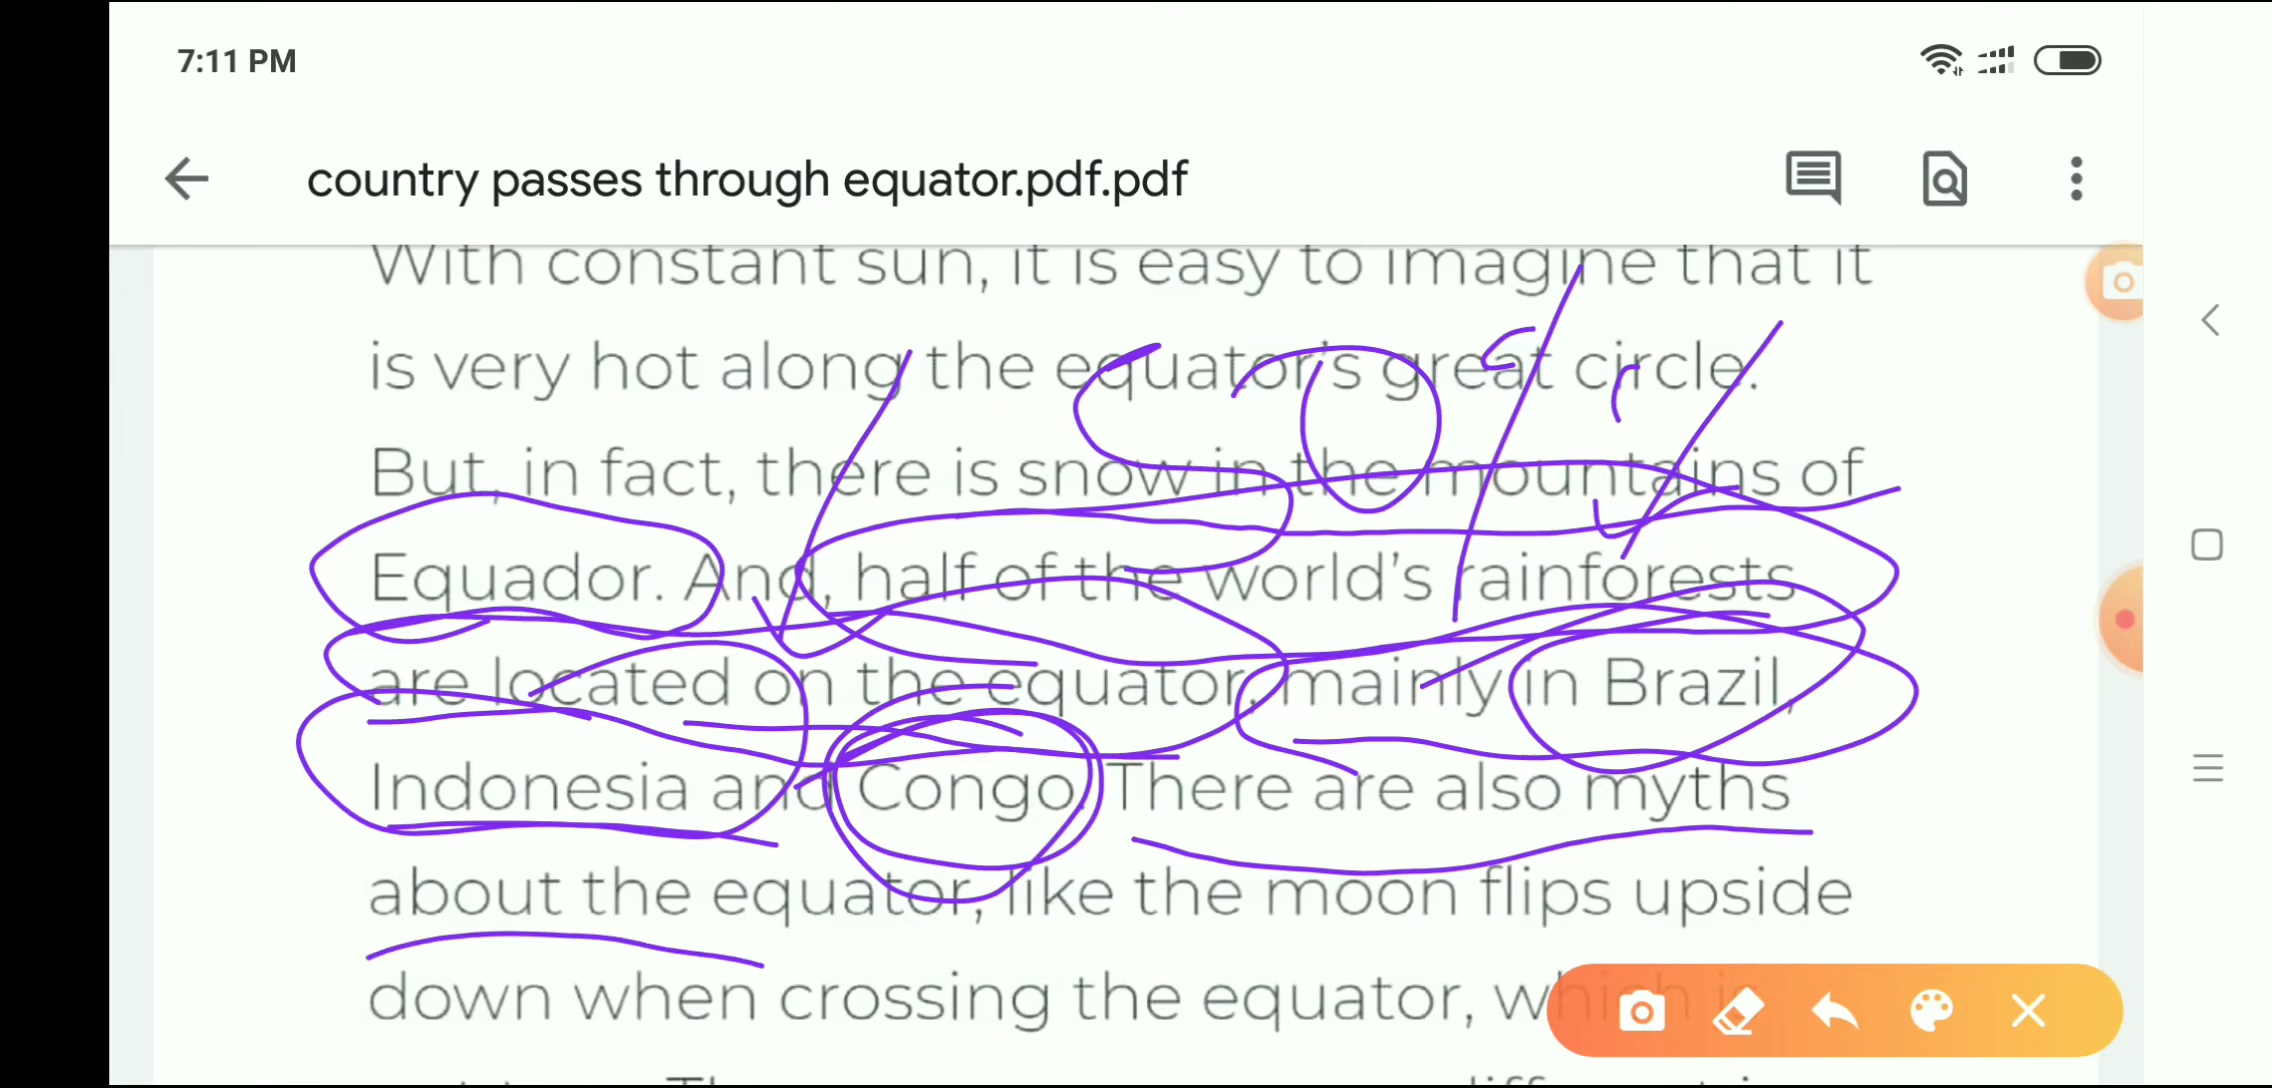 7:11 PM
country passes through equator.pdf.pdf
With constant sun, it is easy to imagine that it
is very hot along the equator's great circle.
But, in fact, there is snow in the mountains of
Equador. And, half of the world's rainforests
are located on the equator, mainly in Brazil,
Indonesia and Congo. There are also myths
about the equator, like the moon flips upside
down when crossing the equator, which is